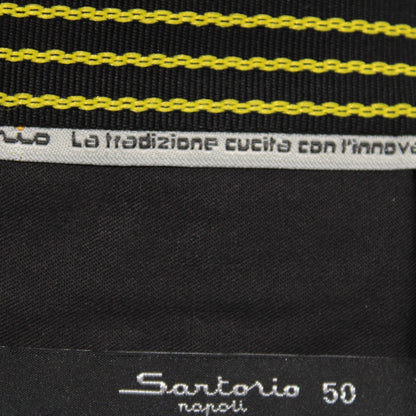 La tradizione cucita con l'innova
Sartorio 50
napoli